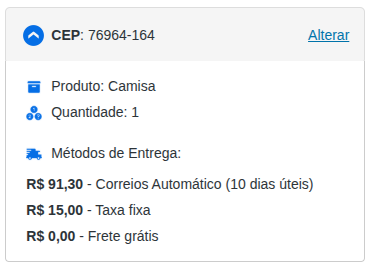 CEP: 76964-164
Alterar
Produto: Camisa
Quantidade: 1
Métodos de Entrega:
R$ 91,30 - Correios Automático (10 dias úteis)
R$ 15,00 - Taxa fixa
R$ 0,00 - Frete grátis